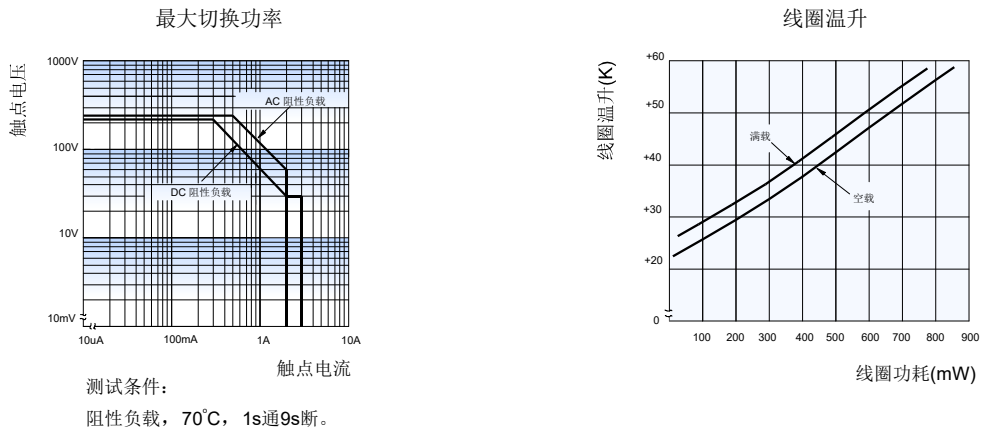 最大切换功率
触点电压
1000V
100V
10V
10mV
10uA
100mA
1A
10A
AC 阻性负载
DC 阻性负载
触点电流
测试条件：
阻性负载，70°C，1s通9s断。
线圈温升
线圈温升(K)
+60
+50
+40
+30
+20
0
100 200 300 400 500 600 700 800 900
满载
空载
线圈功耗(mW)